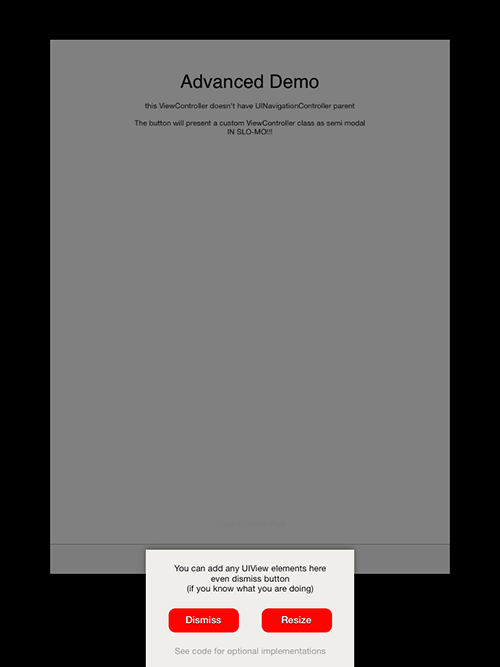 Advanced Demo
this ViewController doesn't have UINavigationController parent
The button will present a custom ViewController class as semi modal
IN SLO-MO!!!
You can add any UIView elements here
even dismiss button
(if you know what you are doing)
Dismiss
Resize
See code for optional implementations